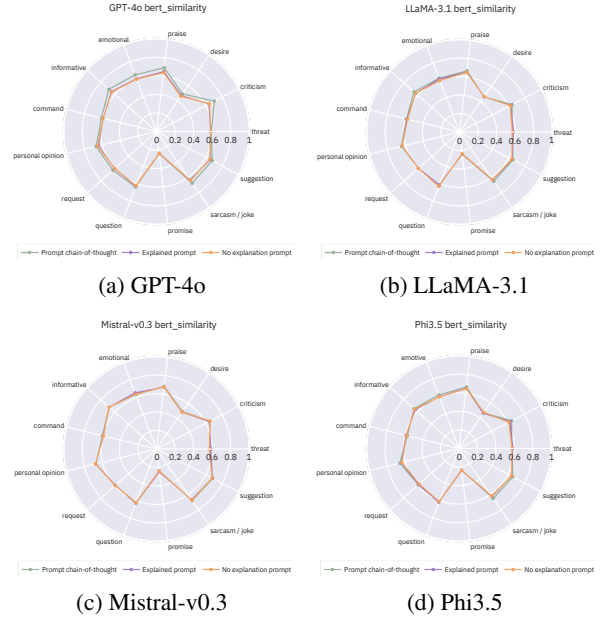 GPT-4o bert_similarity
praise
emotional
desire
informative
criticism
command
threat
0 0.2 0.4 0.6 0.8 1
personal opinion
suggestion
request
sarcasm / joke
question
promise
Prompt chain-of-thought Explained prompt No explanation prompt
(a) GPT-4o
LLaMA-3.1 bert_similarity
praise
emotional
desire
informative
criticism
command
threat
0 0.2 0.4 0.6 0.8 1
personal opinion
suggestion
request
sarcasm / joke
question
promise
Prompt chain-of-thought Explained prompt No explanation prompt
(b) LLaMA-3.1
Mistral-v0.3 bert_similarity
praise
emotional
desire
informative
criticism
command
threat
0 0.2 0.4 0.6 0.8 1
personal opinion
suggestion
request
sarcasm / joke
question
promise
Prompt chain-of-thought Explained prompt No explanation prompt
(c) Mistral-v0.3
Phi3.5 bert_similarity
praise
emotive
desire
informative
criticism
command
threat
0 0.2 0.4 0.6 0.8 1
personal opinion
suggestion
request
sarcasm / joke
question
promise
Prompt chain-of-thought Explained prompt No explanation prompt
(d) Phi3.5